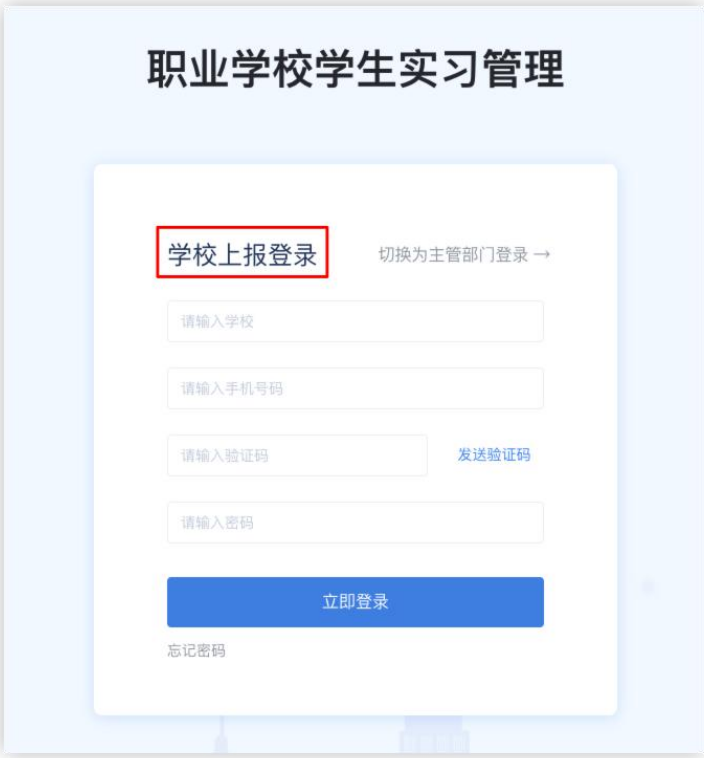 职业学校学生实习管理
学校上报登录 切换为主管部门登录 →
请输入学校
请输入手机号码
请输入验证码 发送验证码
请输入密码
立即登录
忘记密码